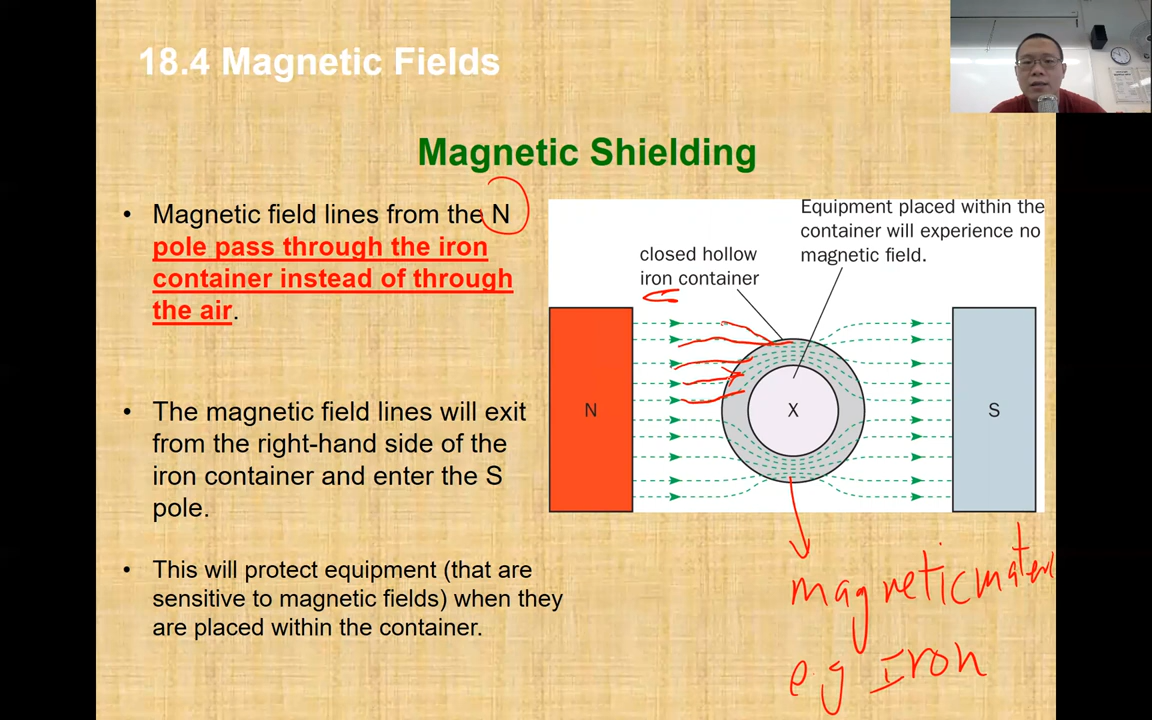 18.4 Magnetic Fields
Magnetic Shielding
• Magnetic field lines from the N
pole pass through the iron
container instead of through
the air.
• The magnetic field lines will exit
from the right-hand side of the
iron container and enter the S
pole.
• This will protect equipment (that are
sensitive to magnetic fields) when they
are placed within the container.
Equipment placed within the
container will experience no
magnetic field.
closed hollow
iron container
N
X
S
magnetic mater
e.g Iron